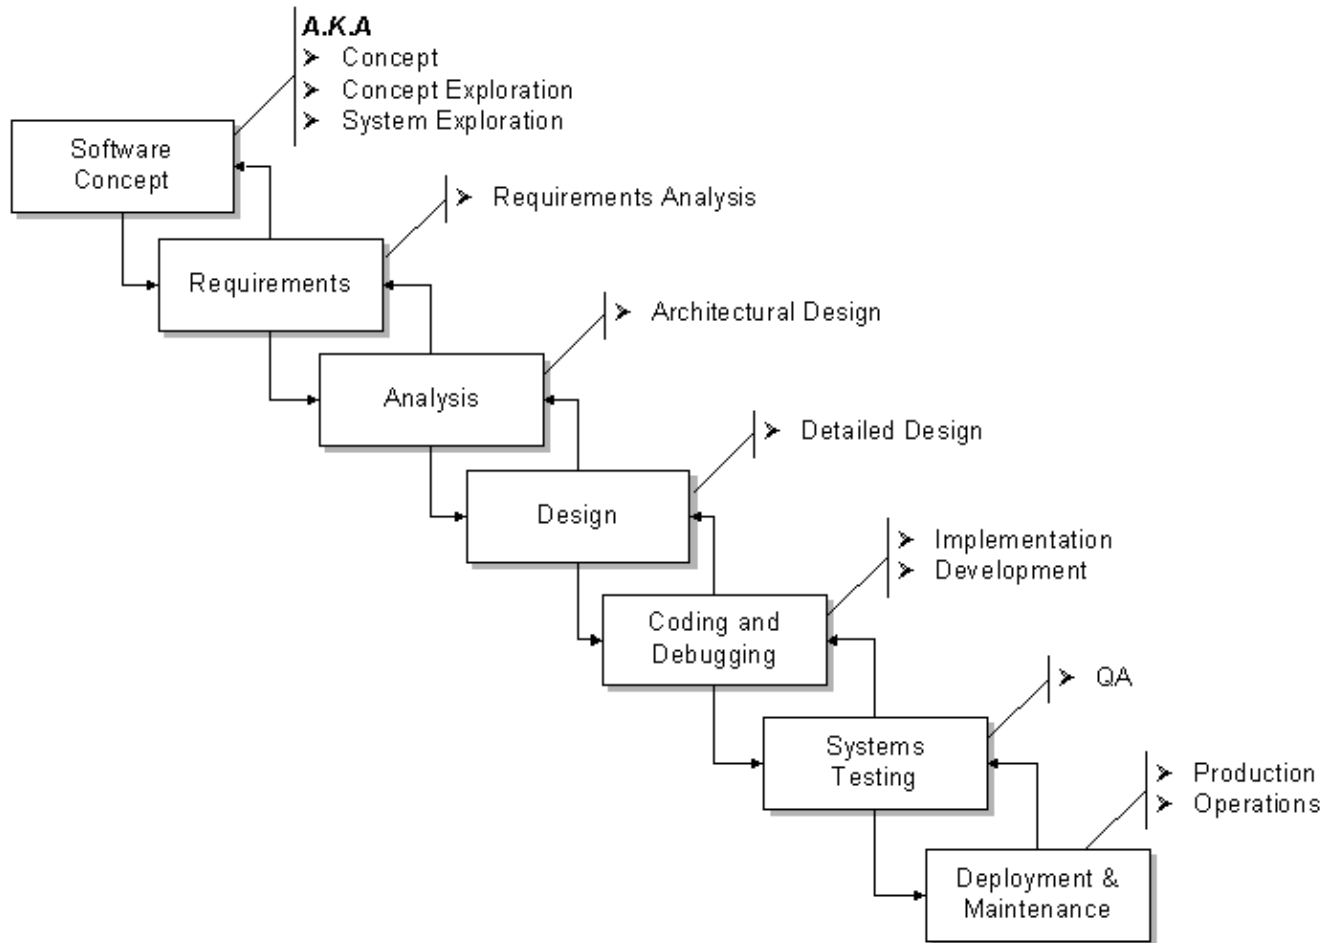 A.K.A
➢ Concept
➢ Concept Exploration
➢ System Exploration
Software
Concept
➢ Requirements Analysis
Requirements
➢ Architectural Design
Analysis
➢ Detailed Design
Design
➢ Implementation
➢ Development
Coding and
Debugging
➢ QA
Systems
Testing
➢ Production
➢ Operations
Deployment &
Maintenance